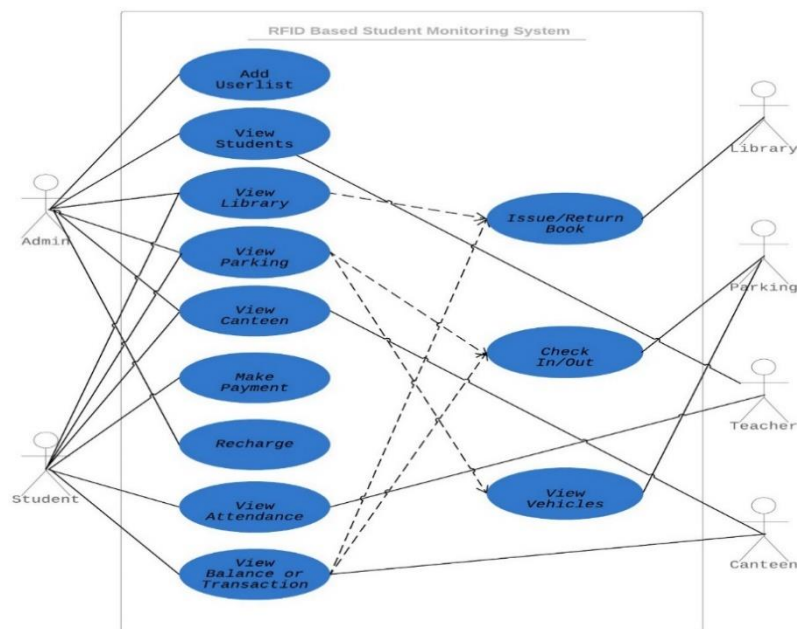 RFID Based Student Monitoring System
Add
Userlist
View
Students
Library
View
Library
Issue/Return
Book
Admin
View
Parking
Parking
View
Canteen
Check
In/Out
Make
Payment
Teacher
Recharge
Student
View
Attendance
View
Vehicles
View
Balance or
Transaction
Canteen